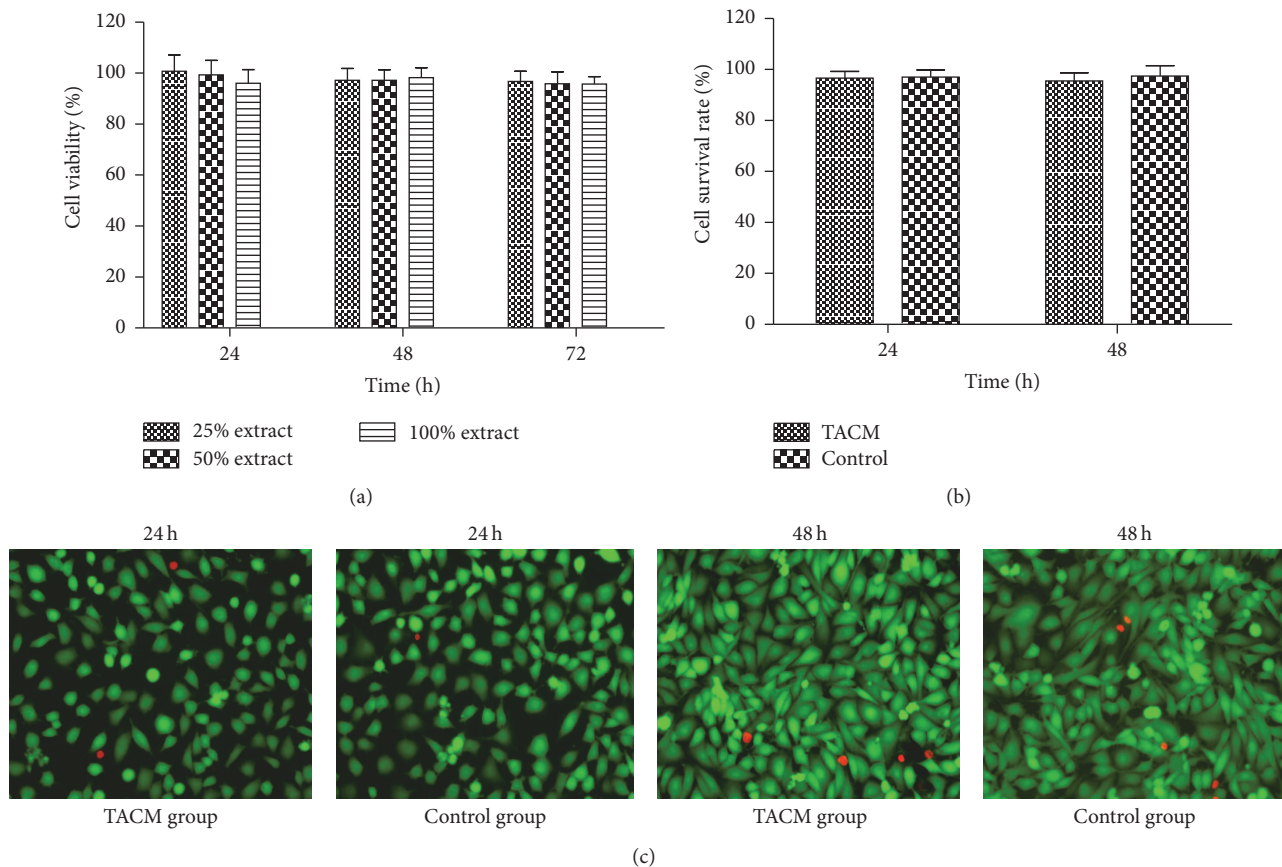 120
100
80
60
40
20
0
Cell viability (%)
24
48
72
Time (h)
25% extract
50% extract
100% extract
(a)
120
100
80
60
40
20
0
Cell survival rate (%)
24
48
Time (h)
TACM
Control
(b)
24 h
24 h
48 h
48 h
TACM group
Control group
TACM group
Control group
(c)